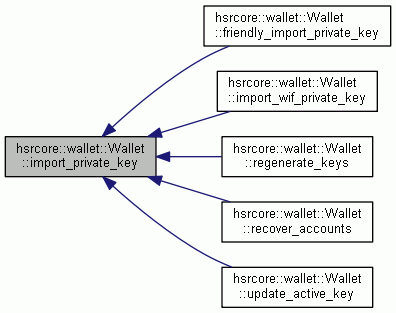 hsrcore::wallet::Wallet
::friendly_import_private_key
hsrcore::wallet::Wallet
::import_wif_private_key
hsrcore::wallet::Wallet
::import_private_key
hsrcore::wallet::Wallet
::regenerate_keys
hsrcore::wallet::Wallet
::recover_accounts
hsrcore::wallet::Wallet
::update_active_key